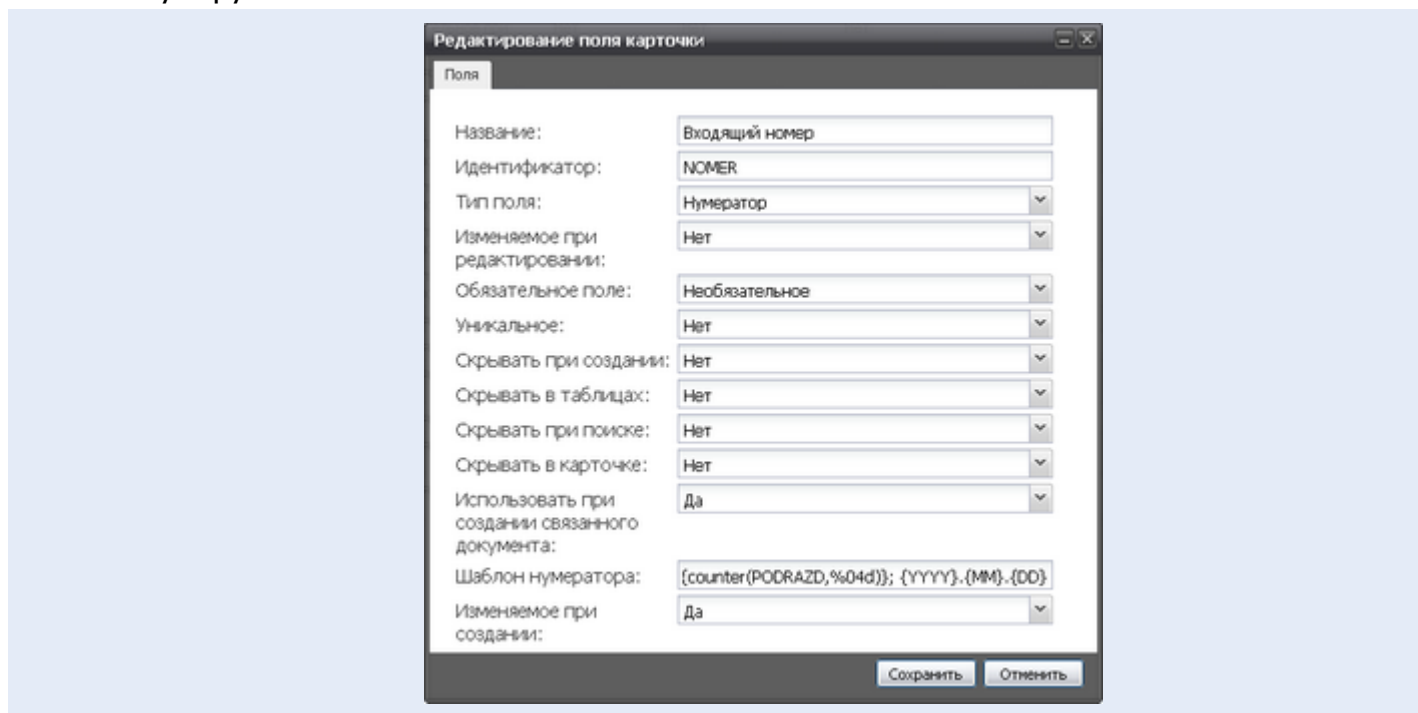 Редактирование поля карточки
Поля
Название: Входящий номер
Идентификатор: NOMER
Тип поля: Нумератор
Изменяемое при Нет
редактировании:
Обязательное поле: Необязательное
Уникальное: Нет
Скрывать при создании: Нет
Скрывать в таблицах: Нет
Скрывать при поиске: Нет
Скрывать в карточке: Нет
Использовать при Да
создании связанного
документа:
Шаблон нумератора: {counter(PODRAZD,%04d)}; {YYYY}.{MM}.{DD}
Изменяемое при Да
создании:
Сохранить Отменить